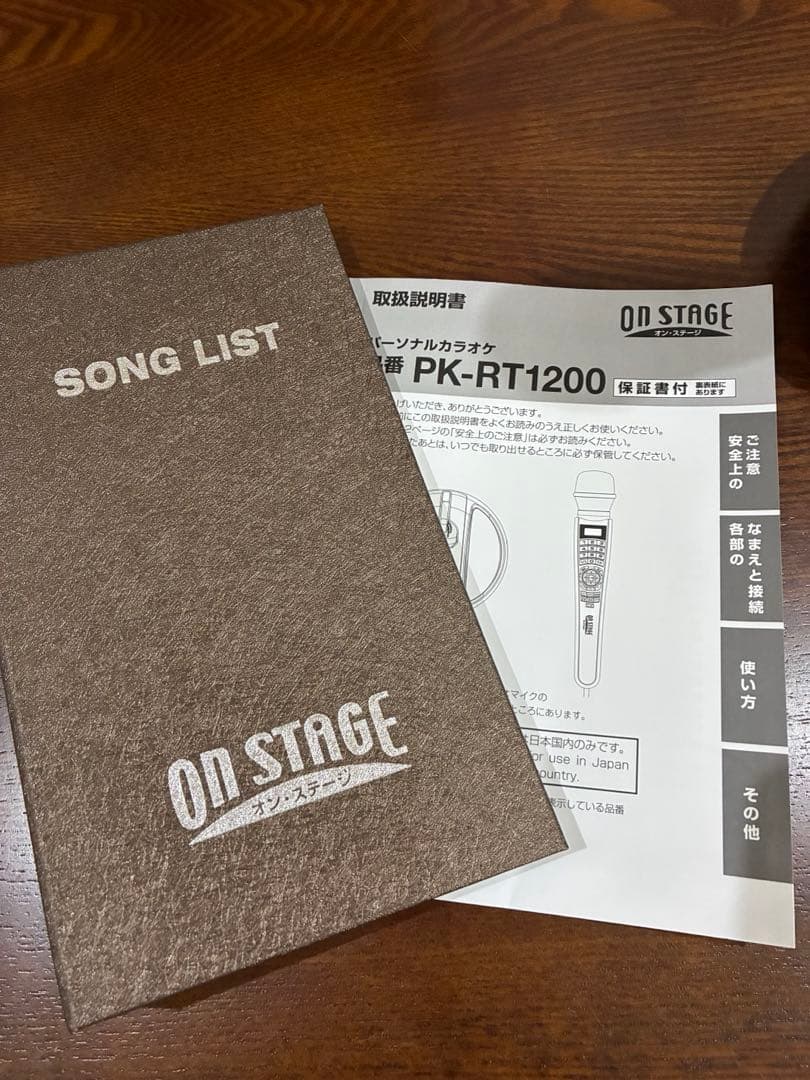 SONG LIST
ON STAGE
オン・ステージ
取扱説明書
ON STAGE
オン・ステージ
パーソナルカラオケ
品番 PK-RT1200
保証書付
裏表紙に
あります
げいただき、ありがとうございます。
にこの取扱説明書をよくお読みのうえ正しくお使いください。
ページの「安全上のご注意」は必ずお読みください。
たあとは、いつでも取り出せるところに必ず保管してください。
マイクの
ころにあります。
日本国内のみです。
or use in Japan
ountry.
表示している品番
安全上の
ご注意
各部の
なまえと接続
使い方
その他